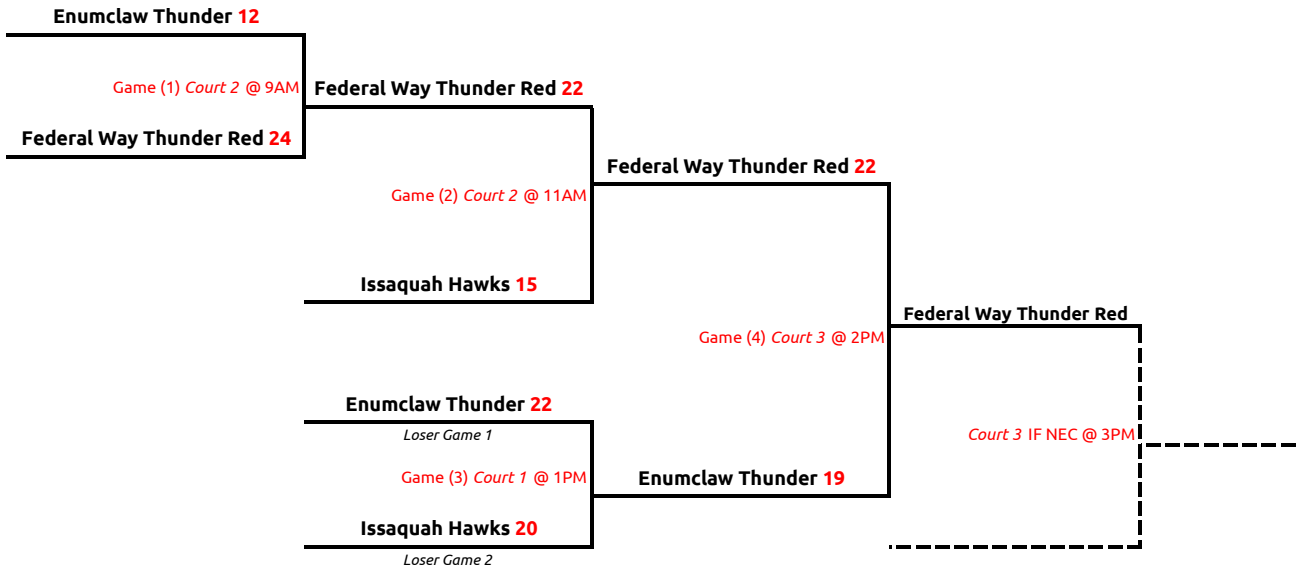 Enumclaw Thunder 12
Game (1) Court 2 @ 9AM
Federal Way Thunder Red 24
Federal Way Thunder Red 22
Game (2) Court 2 @ 11AM
Issaquah Hawks 15
Enumclaw Thunder 22
Loser Game 1
Game (3) Court 1 @ 1PM
Issaquah Hawks 20
Loser Game 2
Federal Way Thunder Red 22
Game (4) Court 3 @ 2PM
Enumclaw Thunder 19
Federal Way Thunder Red
Court 3 IF NEC @ 3PM